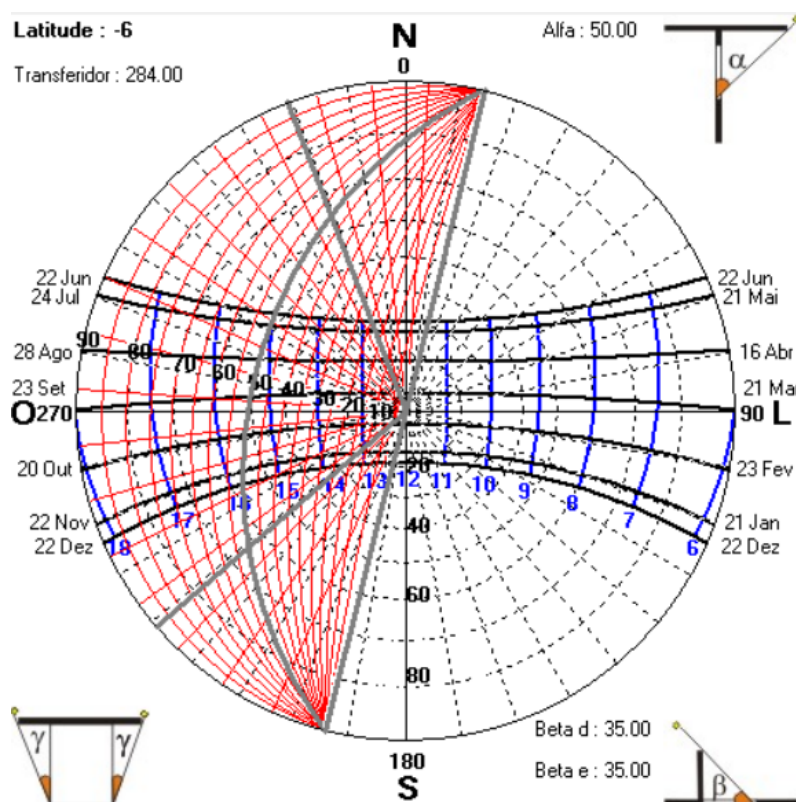 Latitude : -6
N
Alfa : 50.00
Transferidor : 284.00
0
α
22 Jun
22 Jun
24 Jul
21 Mai
90
80
70
60
50
40
30
20
10
28 Ago
16 Abr
23 Set
21 Mar
O 270
90 L
20 Out
23 Fev
20
18
17
16
15
14
13
12
11
10
9
8
7
6
22 Nov
21 Jan
22 Dez
22 Dez
40
60
80
180
S
γ
γ
Beta d : 35.00
Beta e : 35.00
β